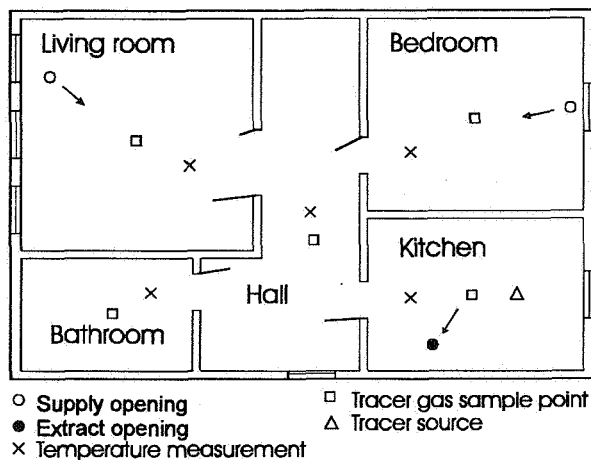 Living room
Bedroom
Kitchen
Hall
Bathroom
Supply opening
Extract opening
Temperature measurement
Tracer gas sample point
Tracer source